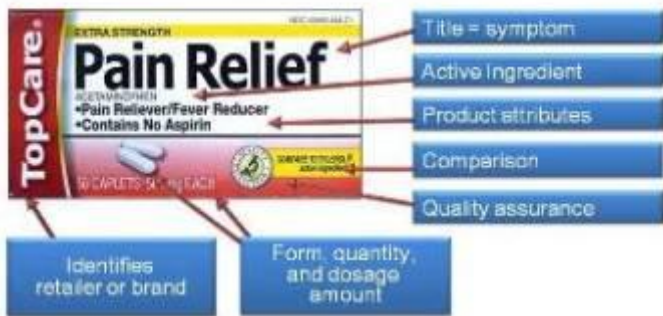 EXTRA STRENGTH
Pain Relief
ACETAMINOPHEN
•Pain Reliever/Fever Reducer
•Contains No Aspirin
TopCare®
50 CAPLETS
EACH
Title = symptom
Active Ingredient
Product attributes
Comparison
Quality assurance
Identifies
retailer or brand
Form, quantity,
and dosage
amount